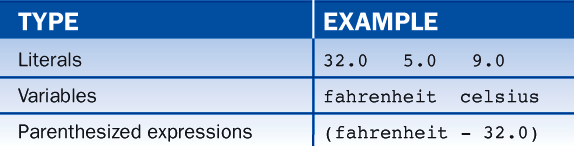 TYPE EXAMPLE
Literals 32.0 5.0 9.0
Variables fahrenheit celsius
Parenthesized expressions (fahrenheit - 32.0)